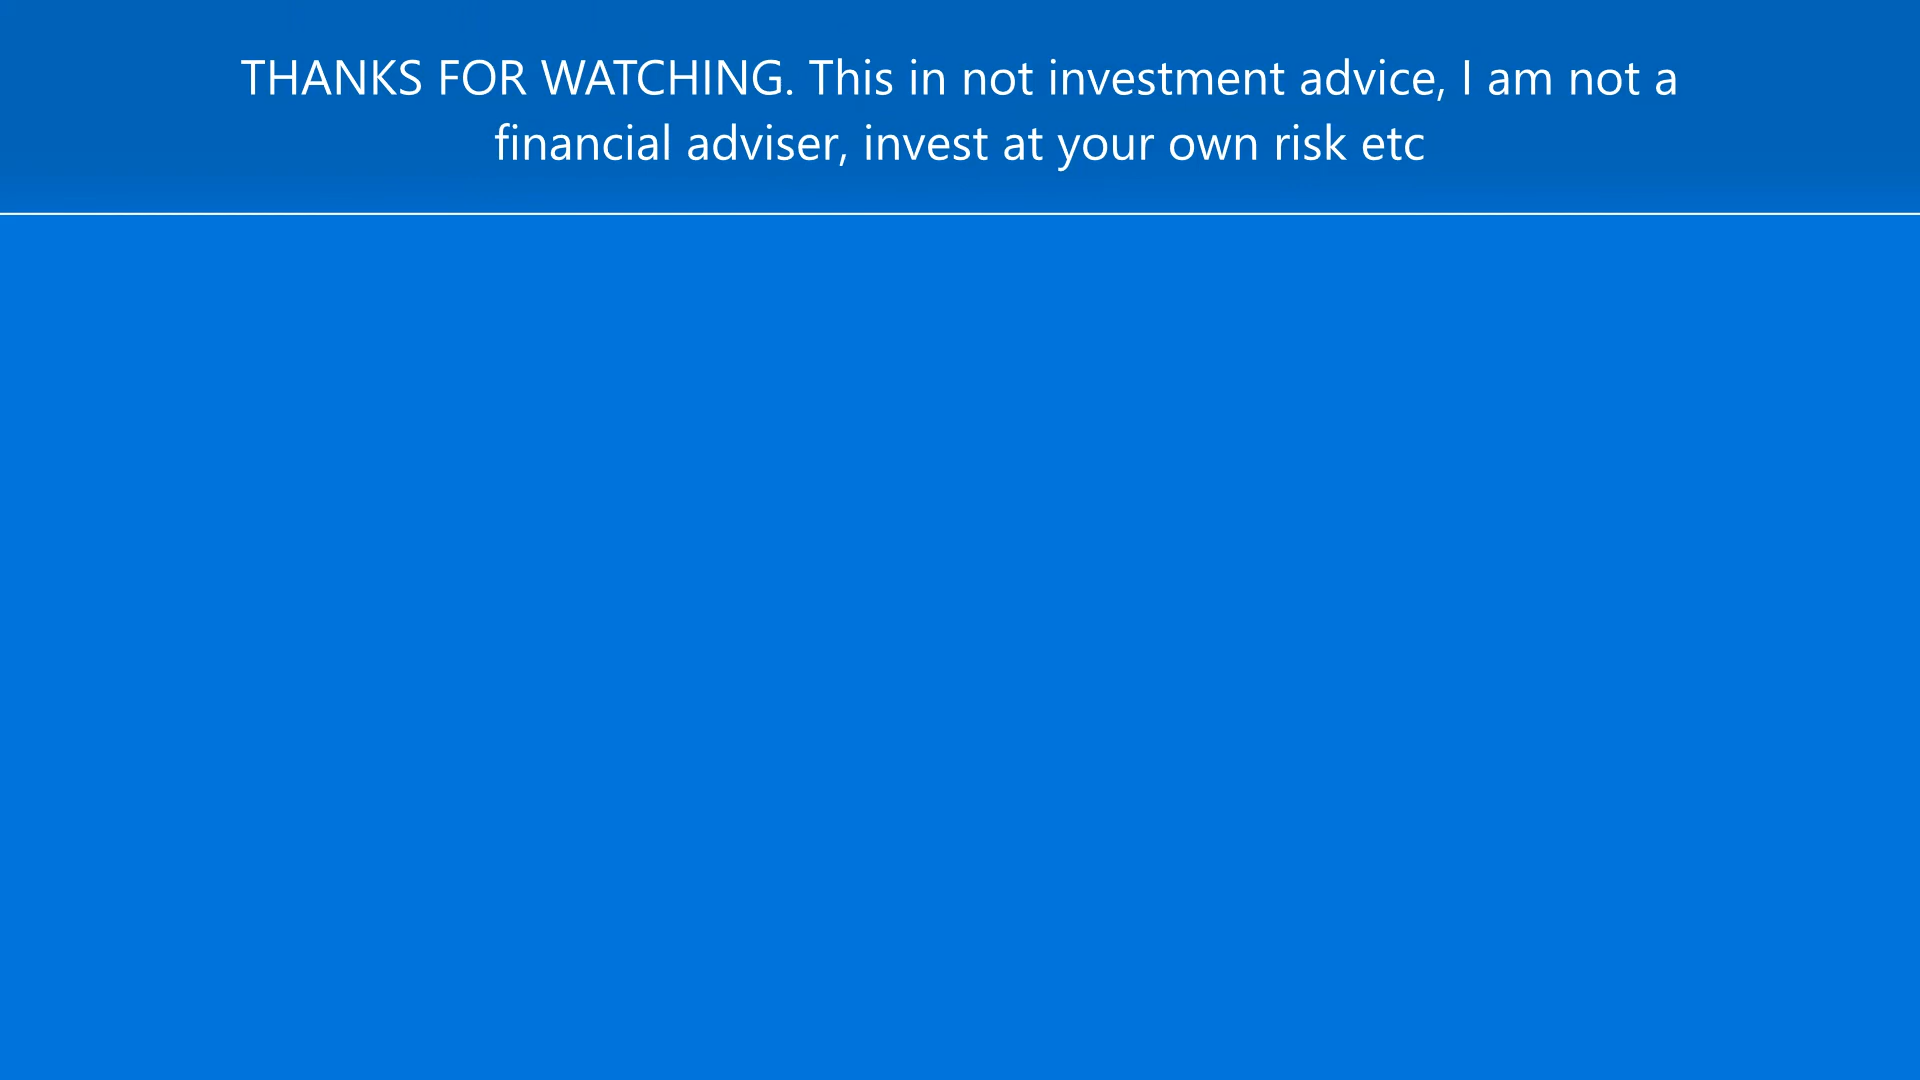 THANKS FOR WATCHING. This in not investment advice, I am not a
financial adviser, invest at your own risk etc